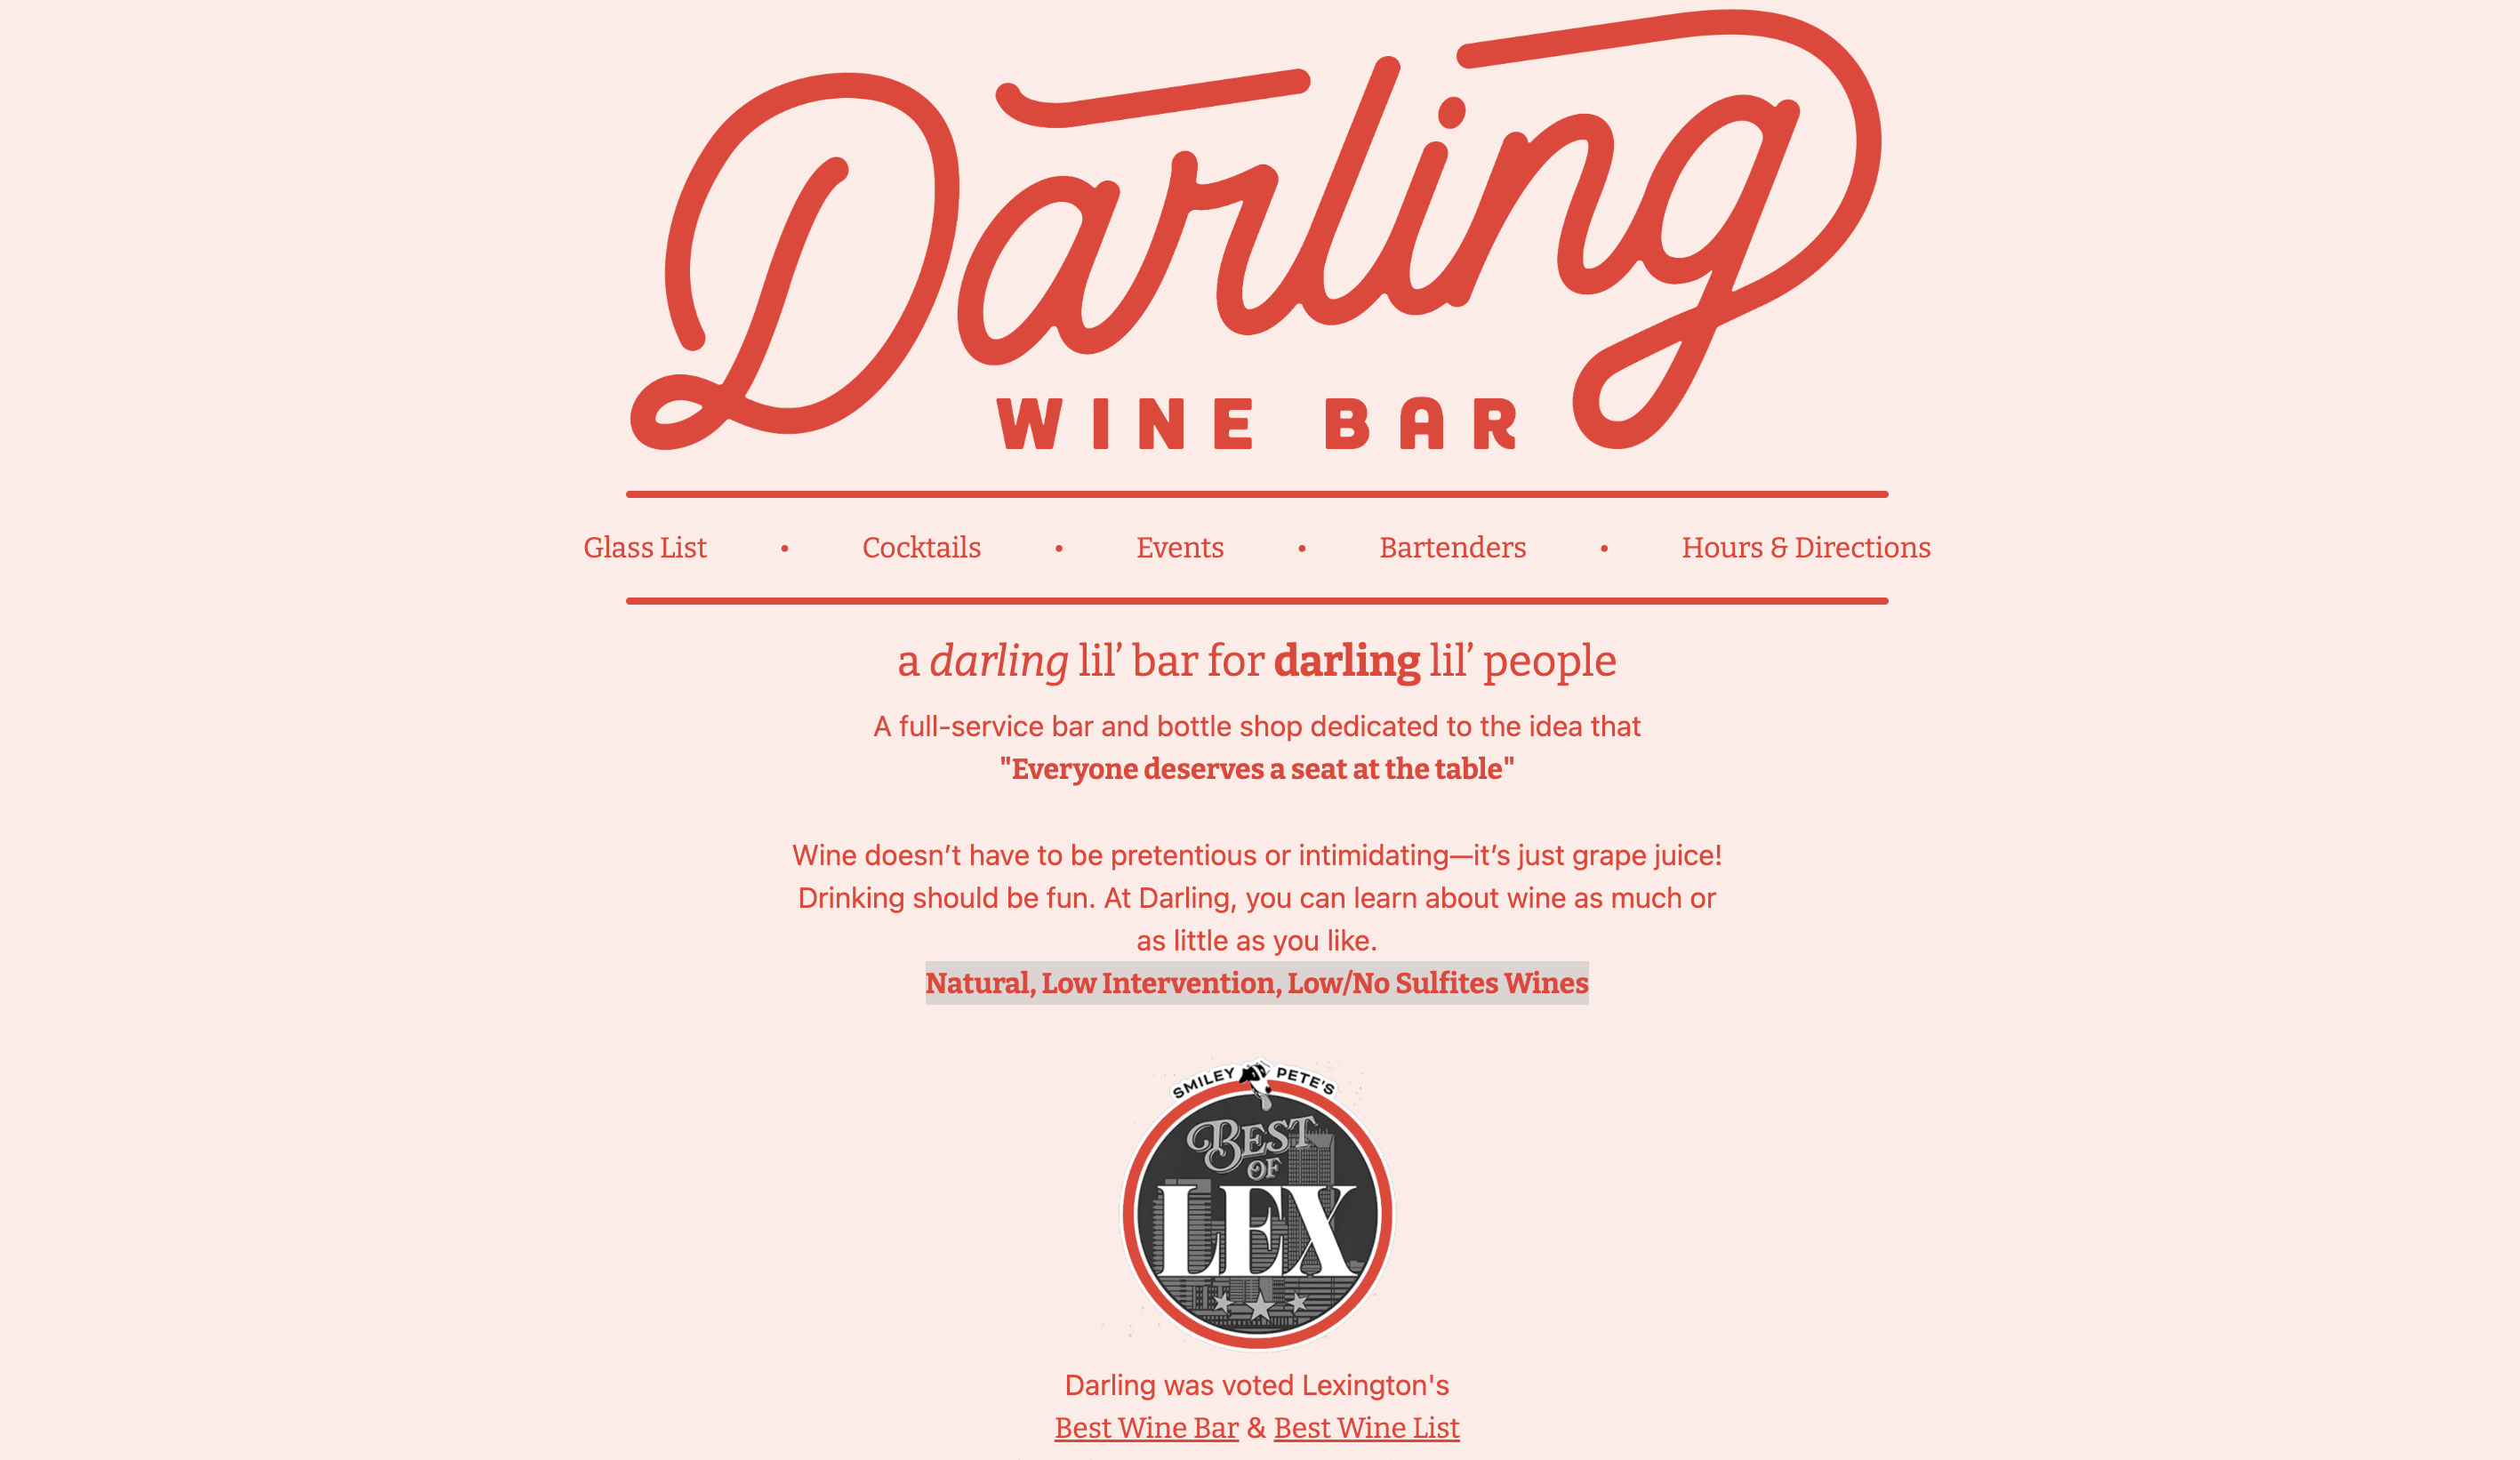 Darling
WINE BAR
Glass List • Cocktails • Events • Bartenders • Hours & Directions
a darling lil’ bar for darling lil’ people
A full-service bar and bottle shop dedicated to the idea that
"Everyone deserves a seat at the table"
Wine doesn’t have to be pretentious or intimidating—it’s just grape juice!
Drinking should be fun. At Darling, you can learn about wine as much or
as little as you like.
Natural, Low Intervention, Low/No Sulfites Wines
SMILEY PETE'S
BEST
OF
LEX
Darling was voted Lexington's
Best Wine Bar & Best Wine List